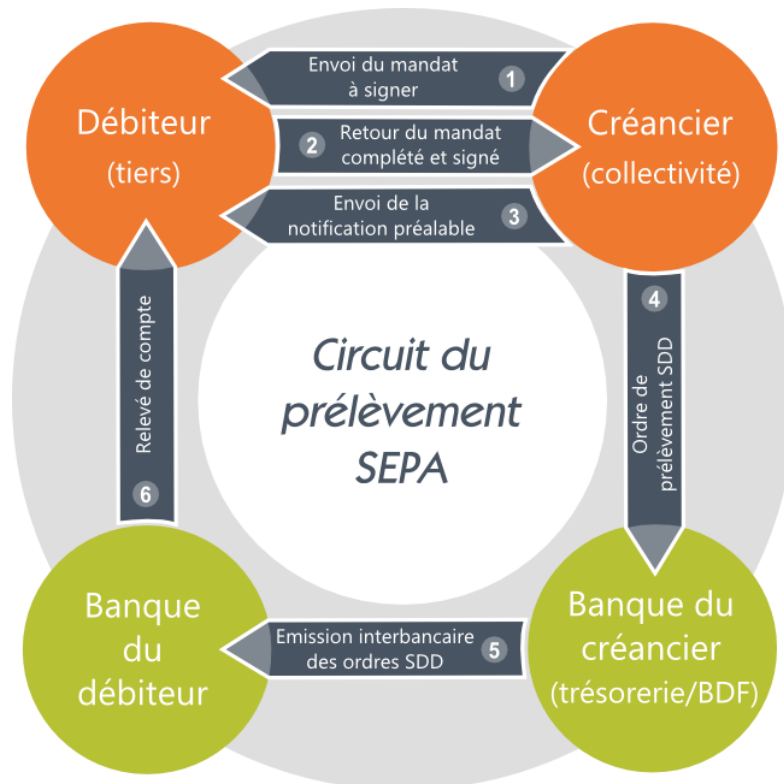 Débiteur
(tiers)
Envoi du mandat
à signer
1
2
Retour du mandat
complété et signé
Envoi de la
notification préalable
3
Créancier
(collectivité)
4
Ordre de
prélèvement SDD
Circuit du
prélèvement
SEPA
Relevé de compte
6
Banque
du
débiteur
Emission interbancaire
des ordres SDD
5
Banque du
créancier
(trésorerie/BDF)